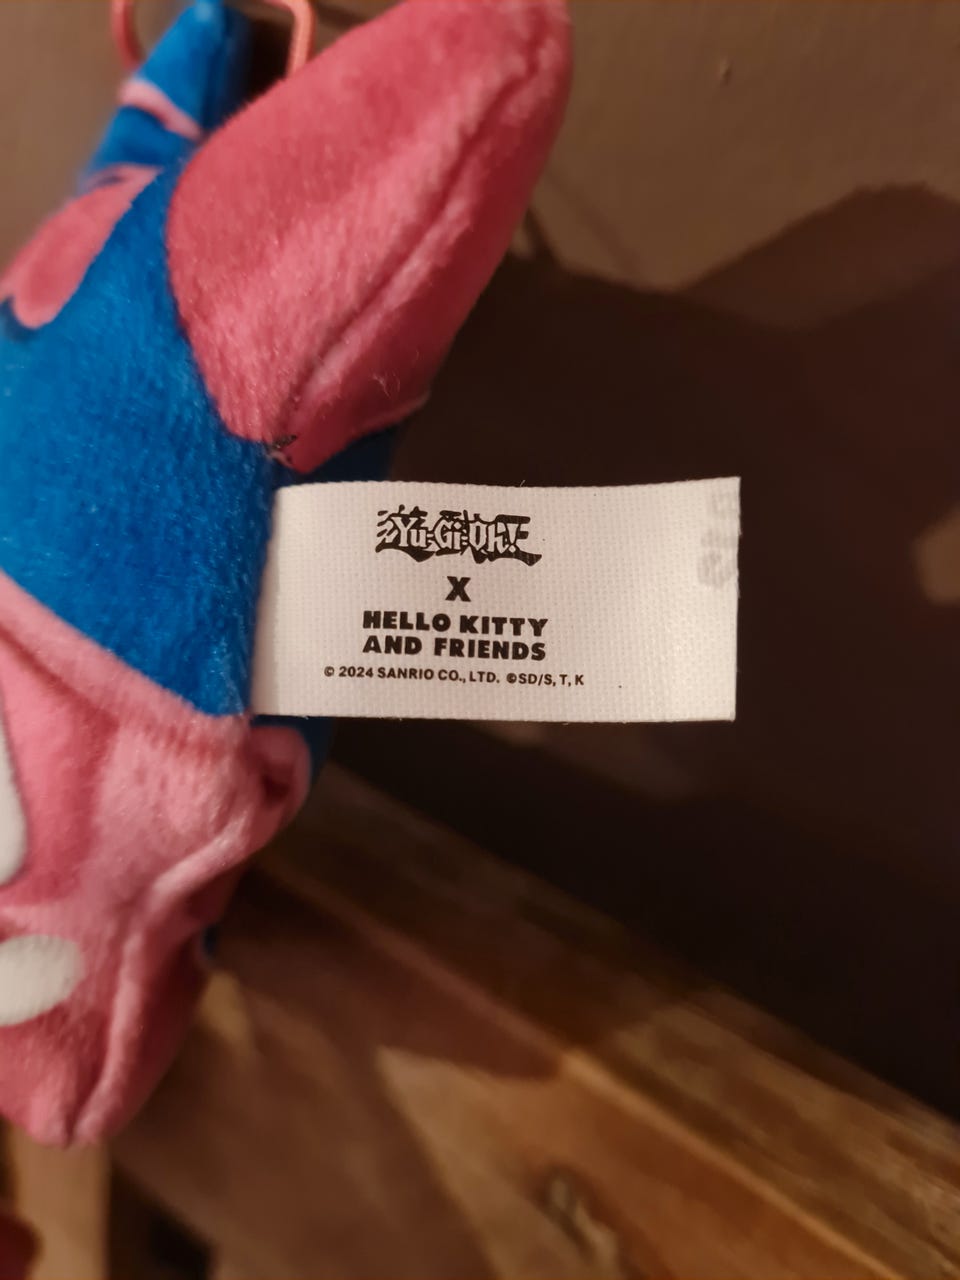 Yu-Gi-Oh!
X
HELLO KITTY
AND FRIENDS
© 2024 SANRIO CO., LTD. ©SD/S, T, K